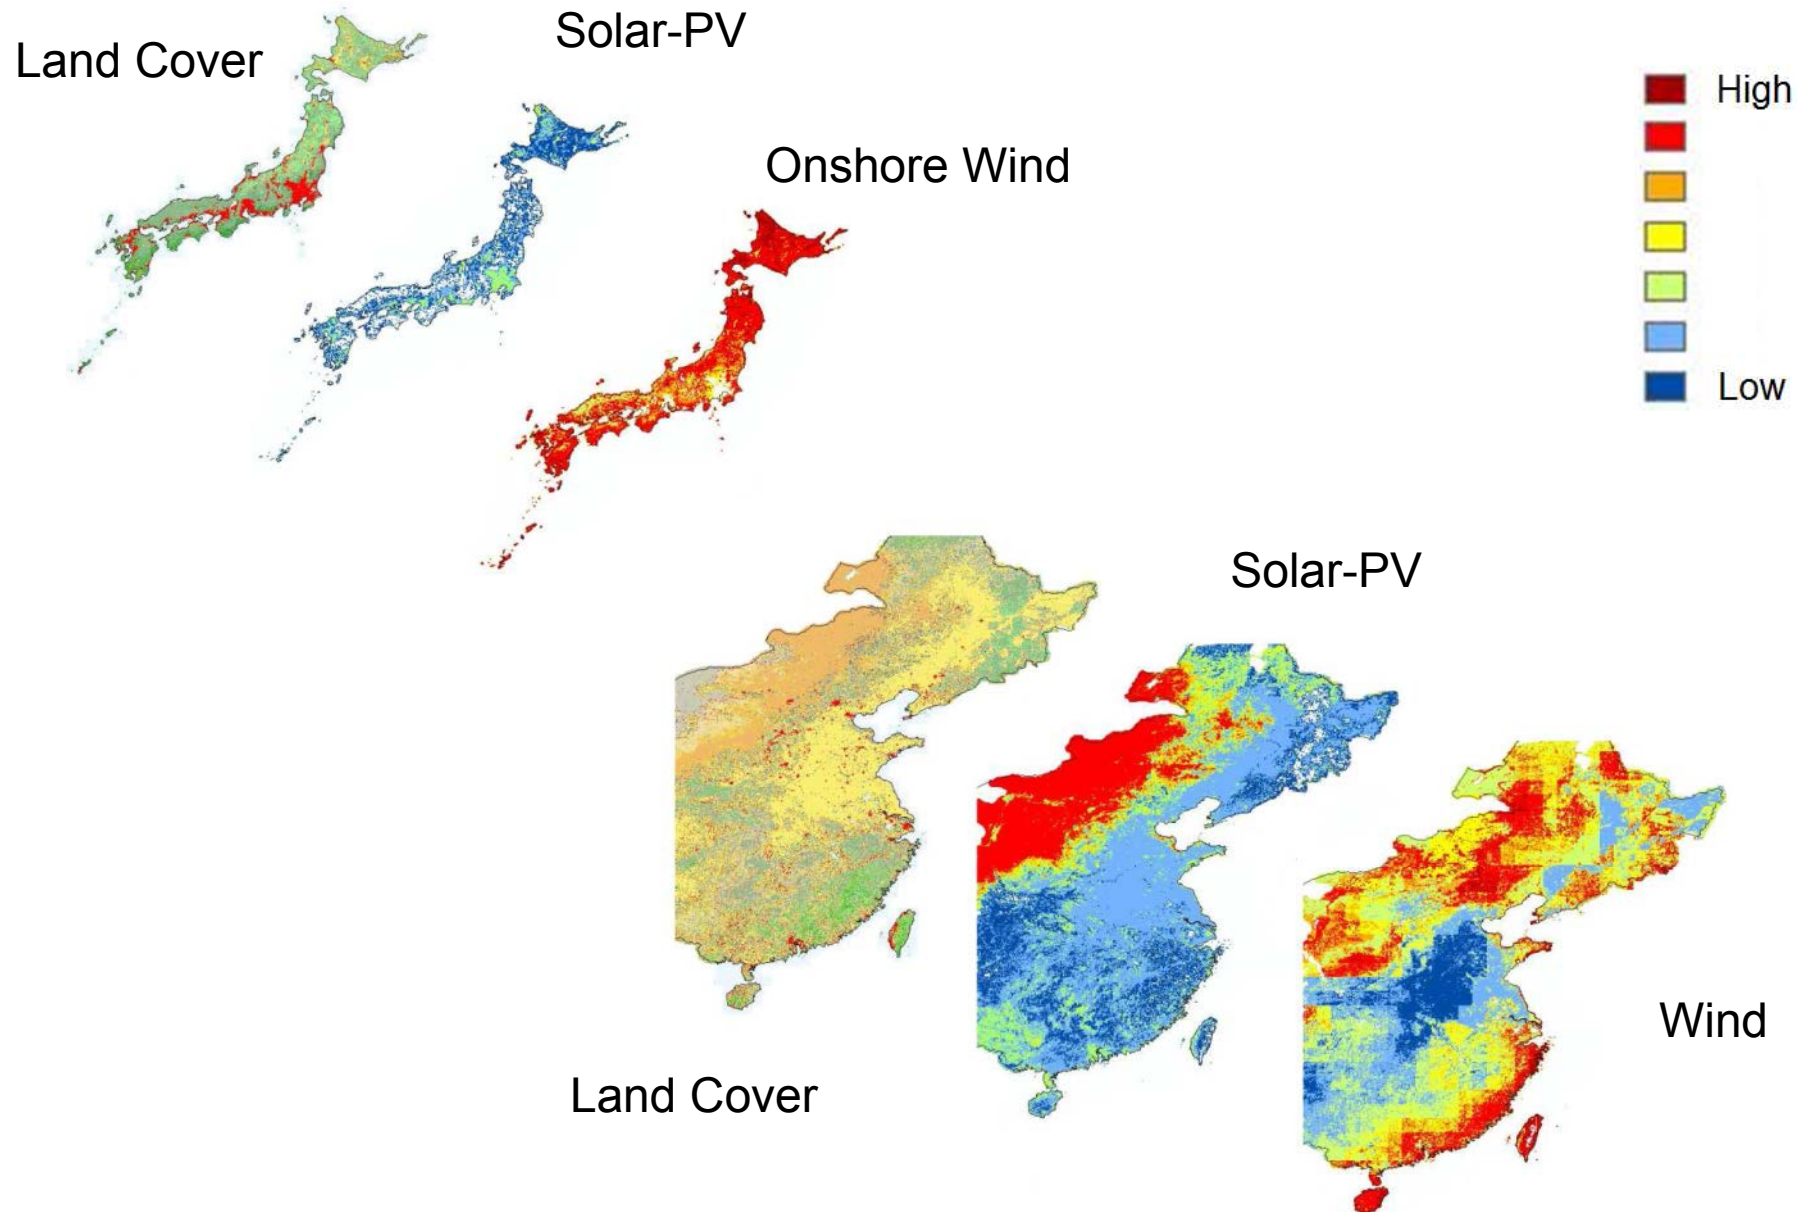 Land Cover
Solar-PV
Onshore Wind
High
Low
Solar-PV
Land Cover
Wind